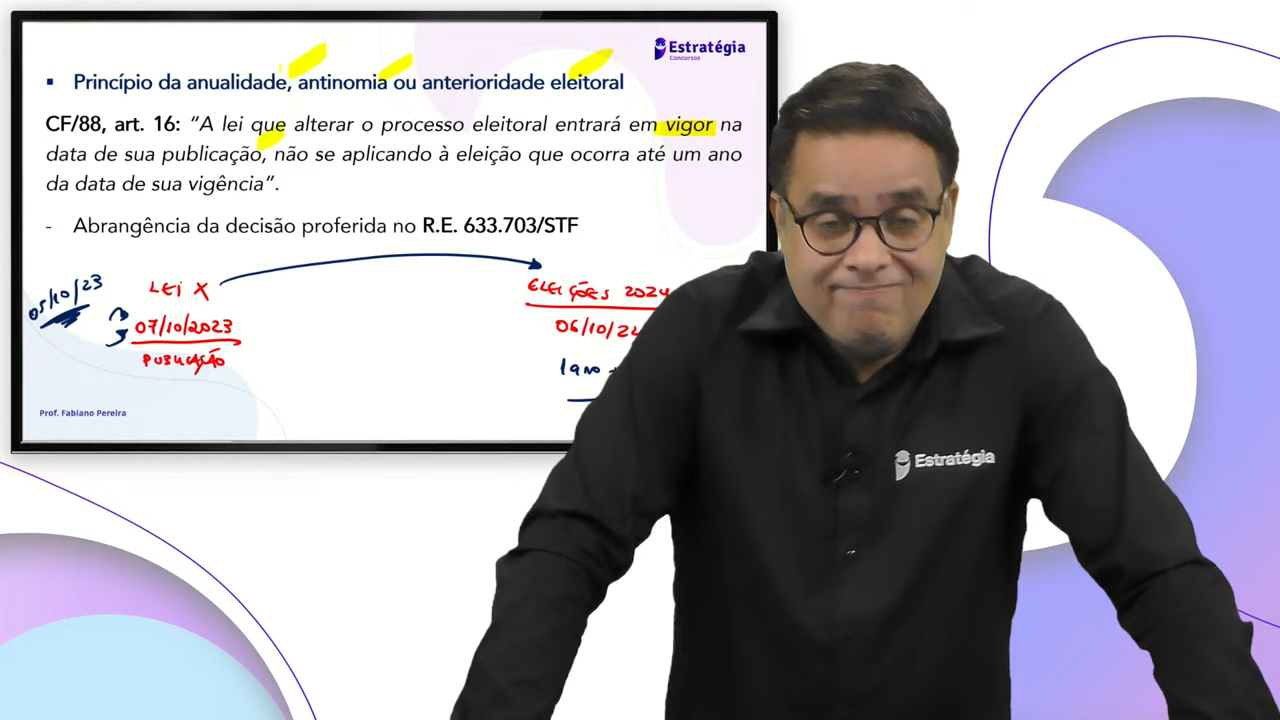 Estratégia
Concursos
▪ Princípio da anualidade, antinomia ou anterioridade eleitoral
CF/88, art. 16: “A lei que alterar o processo eleitoral entrará em vigor na
data de sua publicação, não se aplicando à eleição que ocorra até um ano
da data de sua vigência”.
- Abrangência da decisão proferida no R.E. 633.703/STF
05/10/23
LEI X
07/10/2023
PUBLICAÇÃO
ELEIÇÕES 2024
06/10/24
1 ano
Prof. Fabiano Pereira
Estratégia